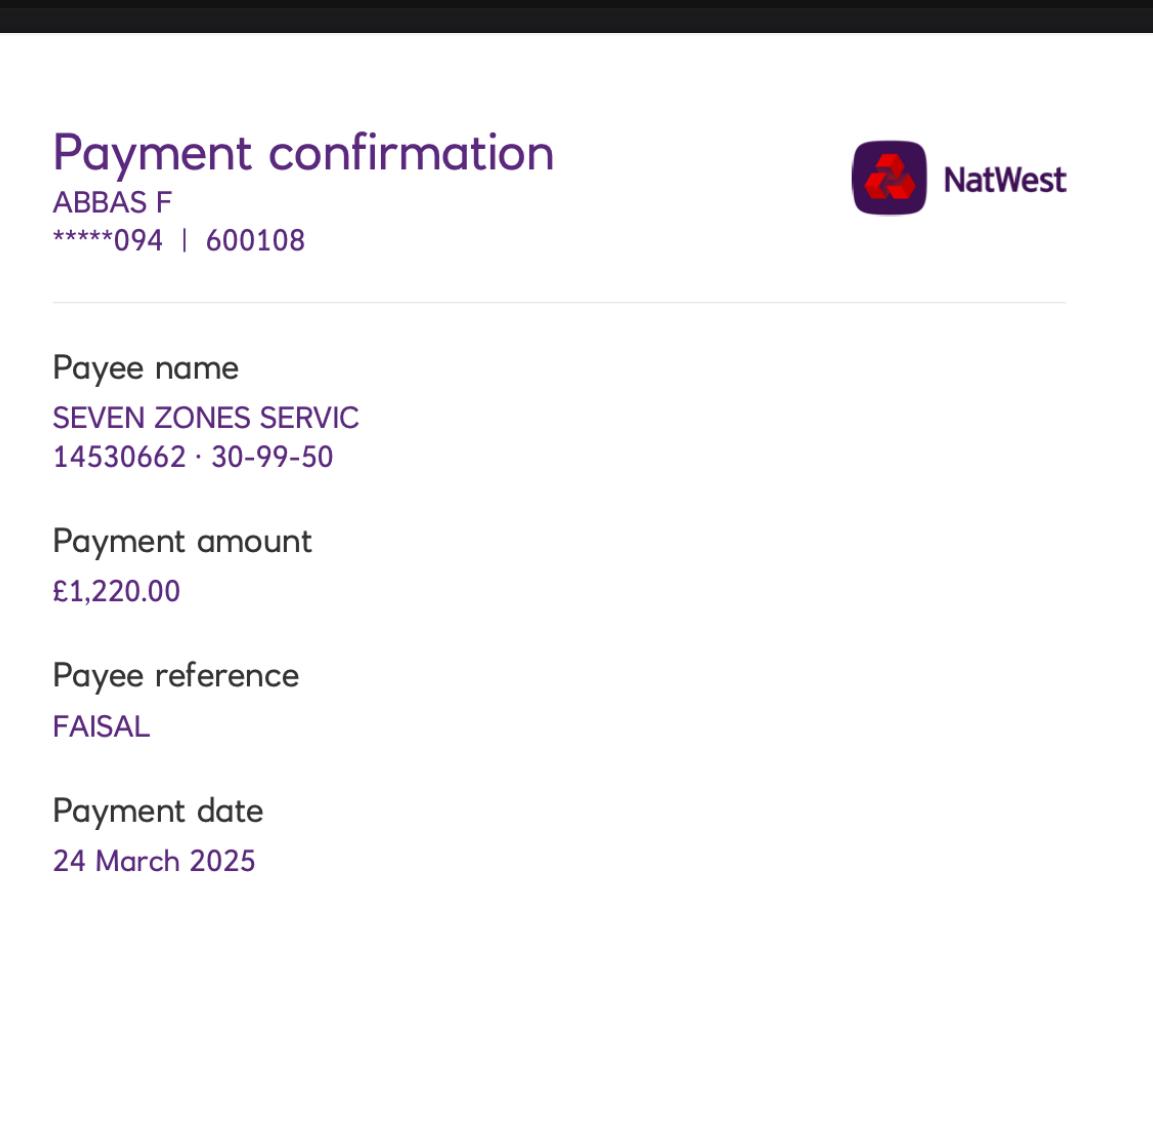 Payment confirmation
ABBAS F
*****094 | 600108
NatWest
Payee name
SEVEN ZONES SERVIC
14530662 · 30-99-50
Payment amount
£1,220.00
Payee reference
FAISAL
Payment date
24 March 2025